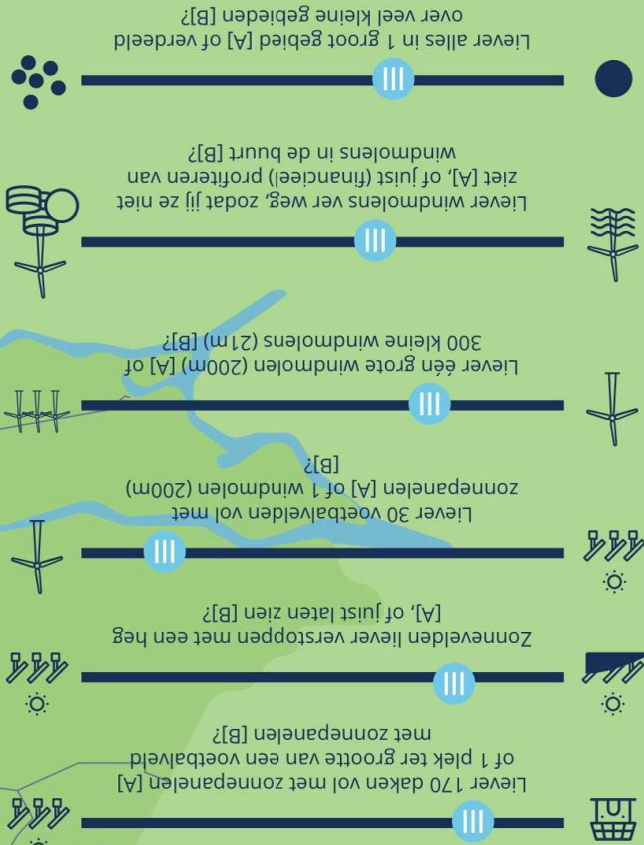 Liever 170 daken vol met zonnepanelen [A]
of 1 plek ter grootte van een voetbalveld
met zonnepanelen [B]?
Zonnevelden liever verstoppen met een heg
[A], of juist laten zien [B]?
Liever 30 voetbalvelden vol met
zonnepanelen [A] of 1 windmolen (200m)
[B]?
Liever één grote windmolen (200m) [A] of
300 kleine windmolens (21m) [B]?
Liever windmolens ver weg, zodat jij ze niet
ziet [A], of juist (financieel) profiteren van
windmolens in de buurt [B]?
Liever alles in 1 groot gebied [A] of verdeeld
over veel kleine gebieden [B]?